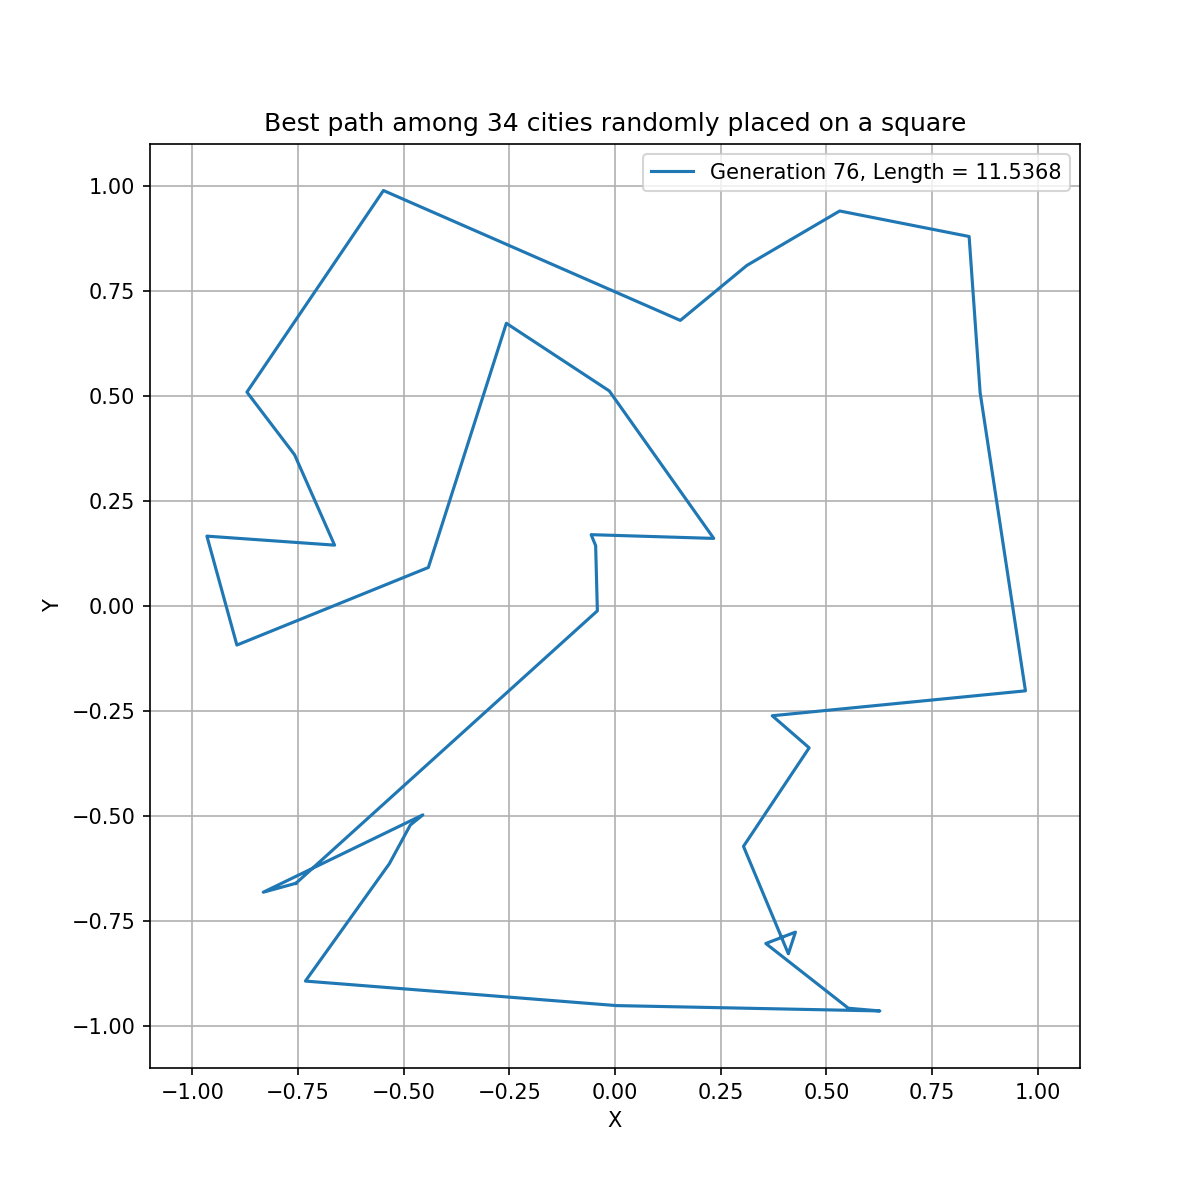 Best path among 34 cities randomly placed on a square
Generation 76, Length = 11.5368
1.00
0.75
0.50
0.25
0.00
−0.25
−0.50
−0.75
−1.00
Y
−1.00 −0.75 −0.50 −0.25 0.00 0.25 0.50 0.75 1.00
X